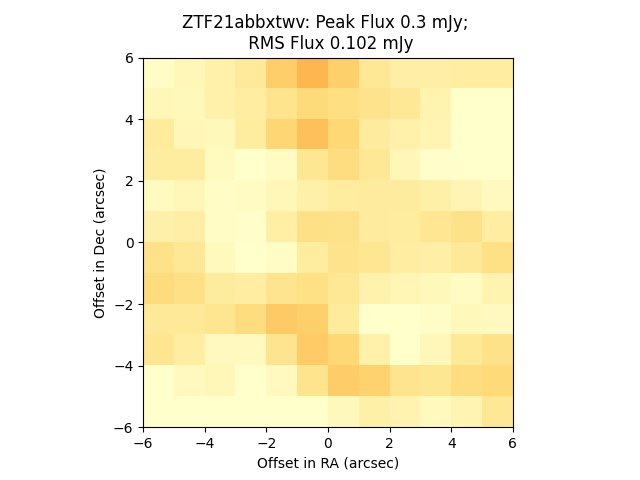 ZTF21abbxtwv: Peak Flux 0.3 mJy;
RMS Flux 0.102 mJy
6
4
2
0
−2
−4
−6
Offset in Dec (arcsec)
−6 −4 −2 0 2 4 6
Offset in RA (arcsec)